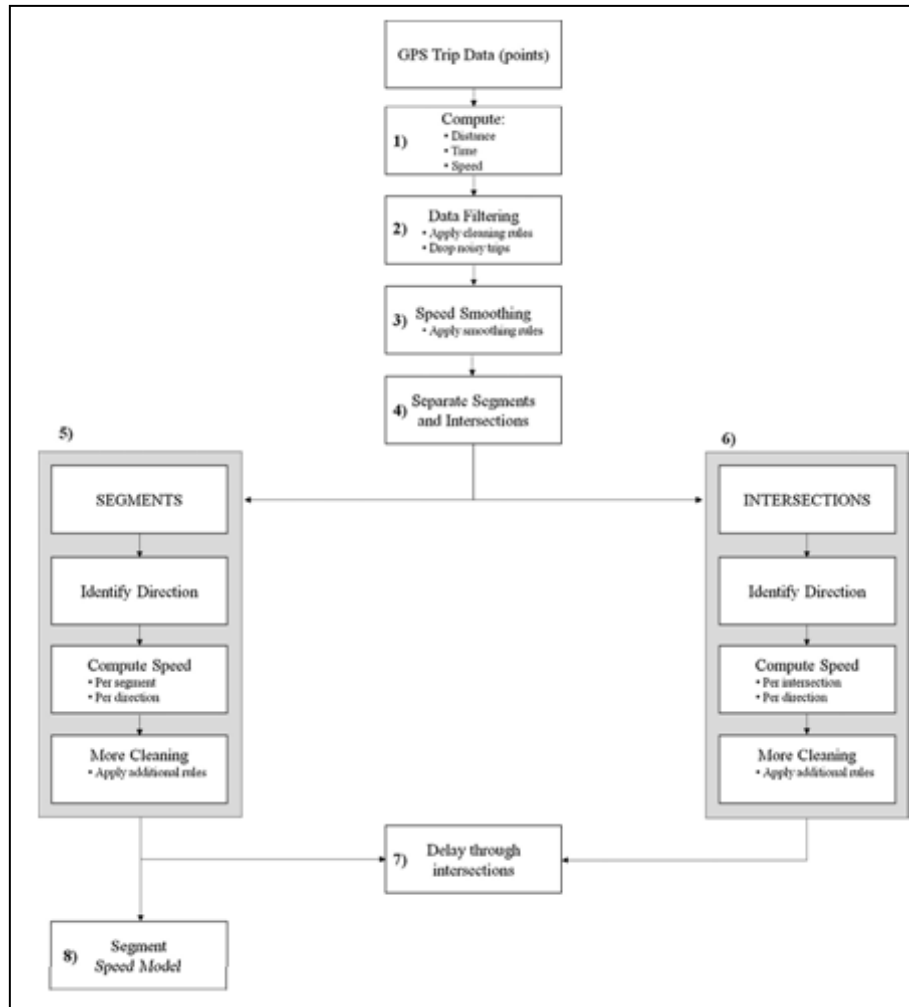 GPS Trip Data (points)
1)
Compute:
• Distance
• Time
• Speed
2)
Data Filtering
• Apply cleaning rules
• Drop noisy trips
3)
Speed Smoothing
• Apply smoothing rules
4)
Separate Segments
and Intersections
5)
SEGMENTS
Identify Direction
Compute Speed
• Per segment
• Per direction
More Cleaning
• Apply additional rules
6)
INTERSECTIONS
Identify Direction
Compute Speed
• Per intersection
• Per direction
More Cleaning
• Apply additional rules
7)
Delay through
intersections
8)
Segment
Speed Model